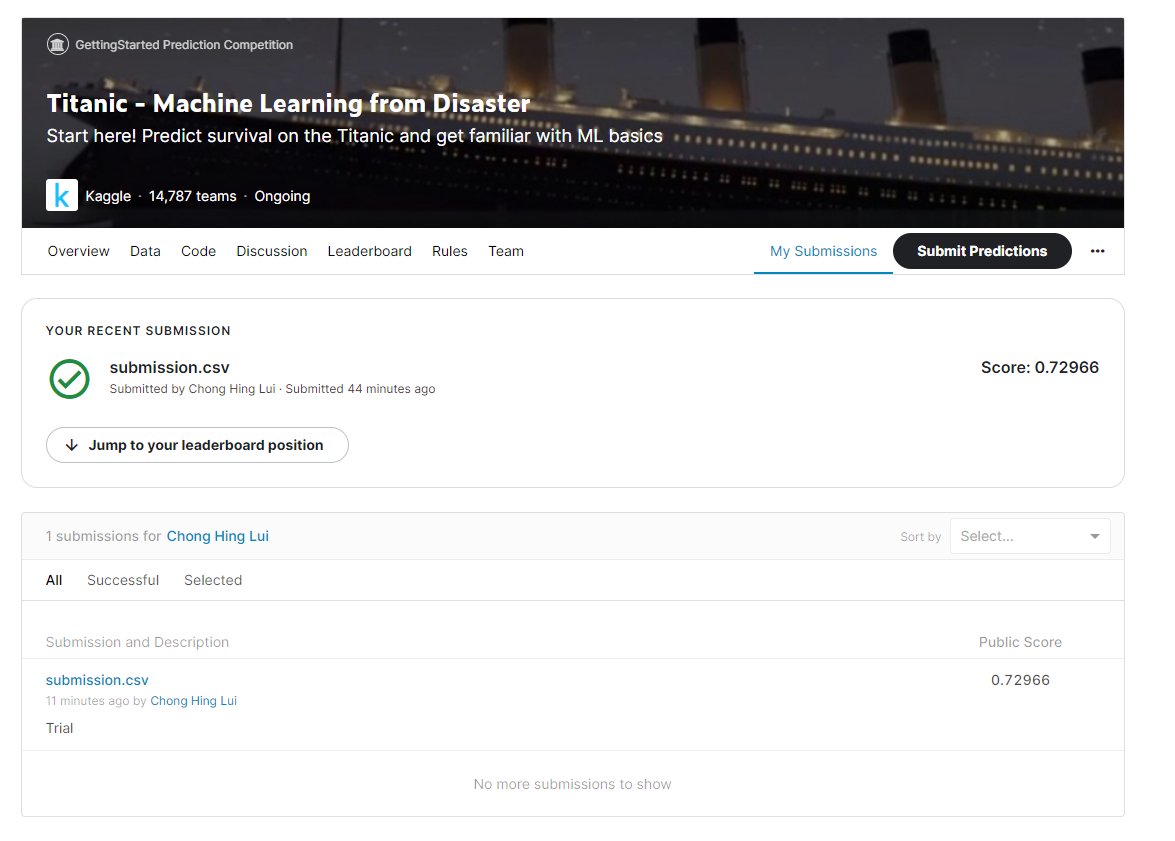 GettingStarted Prediction Competition
Titanic - Machine Learning from Disaster
Start here! Predict survival on the Titanic and get familiar with ML basics
k Kaggle · 14,787 teams · Ongoing
Overview Data Code Discussion Leaderboard Rules Team My Submissions Submit Predictions ···
YOUR RECENT SUBMISSION
submission.csv Score: 0.72966
Submitted by Chong Hing Lui · Submitted 44 minutes ago
Jump to your leaderboard position
1 submissions for Chong Hing Lui Sort by Select...
All Successful Selected
Submission and Description Public Score
submission.csv 0.72966
11 minutes ago by Chong Hing Lui
Trial
No more submissions to show